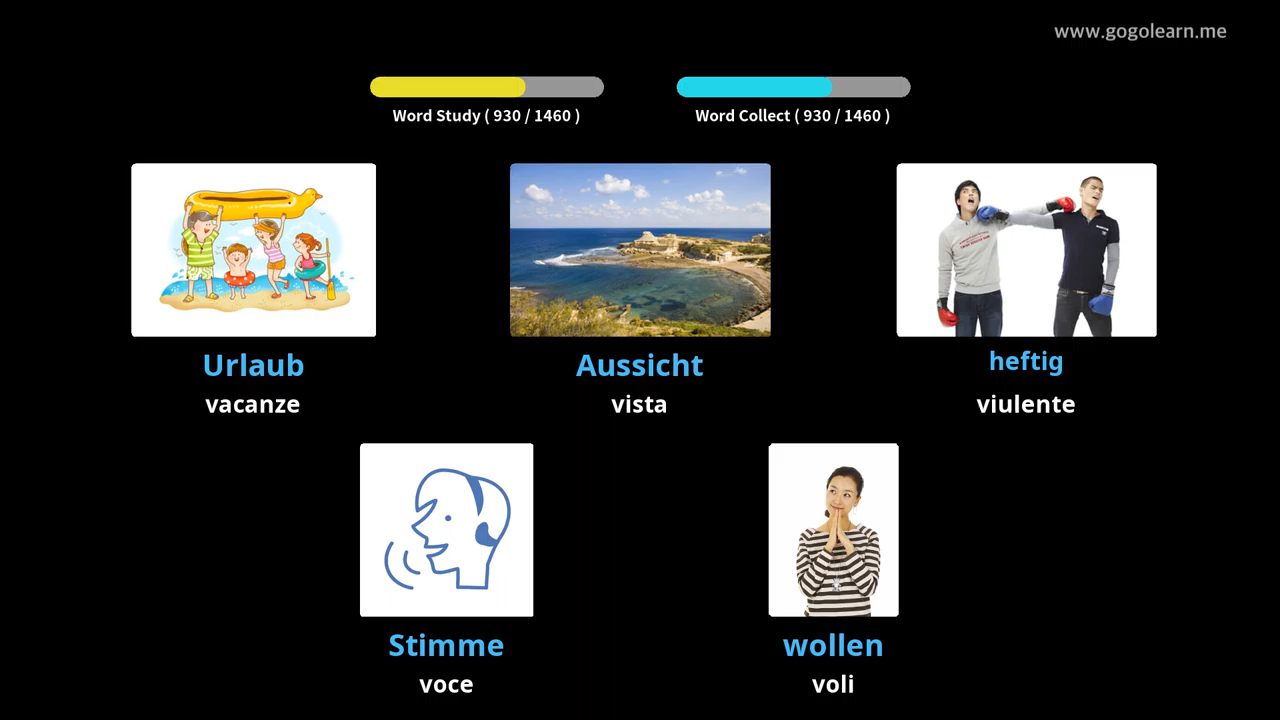 www.gogolearn.me
Word Study ( 930 / 1460 )
Word Collect ( 930 / 1460 )
Urlaub
vacanze
Aussicht
vista
heftig
viulente
Stimme
voce
wollen
voli